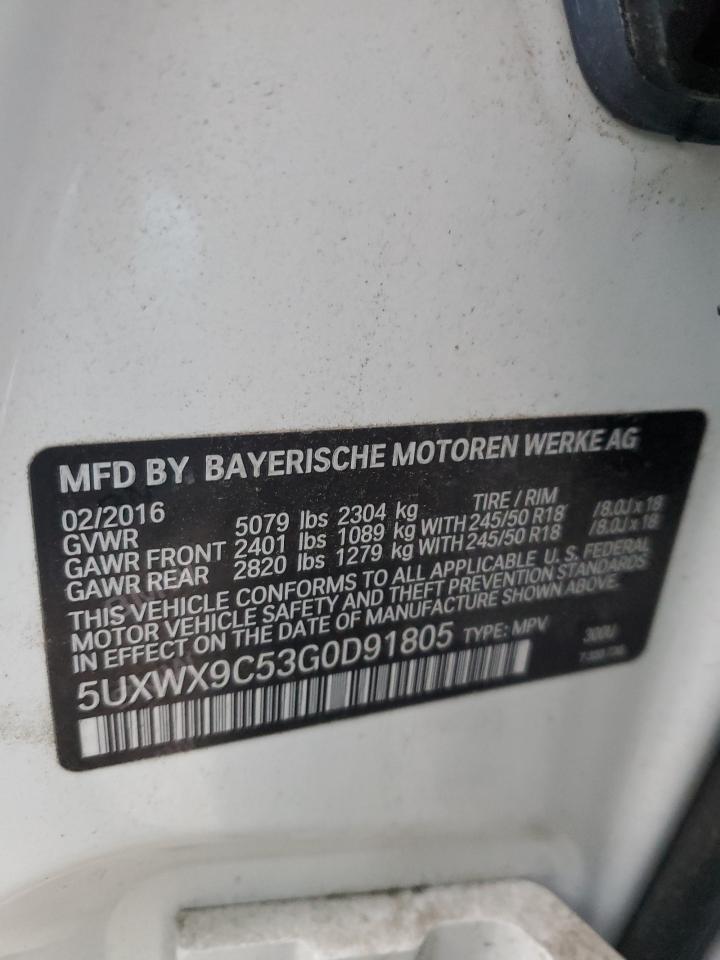 MFD BY BAYERISCHE MOTOREN WERKE AG
02/2016 TIRE / RIM
GVWR 5079 lbs 2304 kg
GAWR FRONT 2401 lbs 1089 kg WITH 245/50 R18 /8.0J x 18
GAWR REAR 2820 lbs 1279 kg WITH 245/50 R18 /8.0J x 18
THIS VEHICLE CONFORMS TO ALL APPLICABLE U. S. FEDERAL
MOTOR VEHICLE SAFETY AND THEFT PREVENTION STANDARDS
IN EFFECT ON THE DATE OF MANUFACTURE SHOWN ABOVE.
5UXWX9C53G0D91805 TYPE: MPV 300U